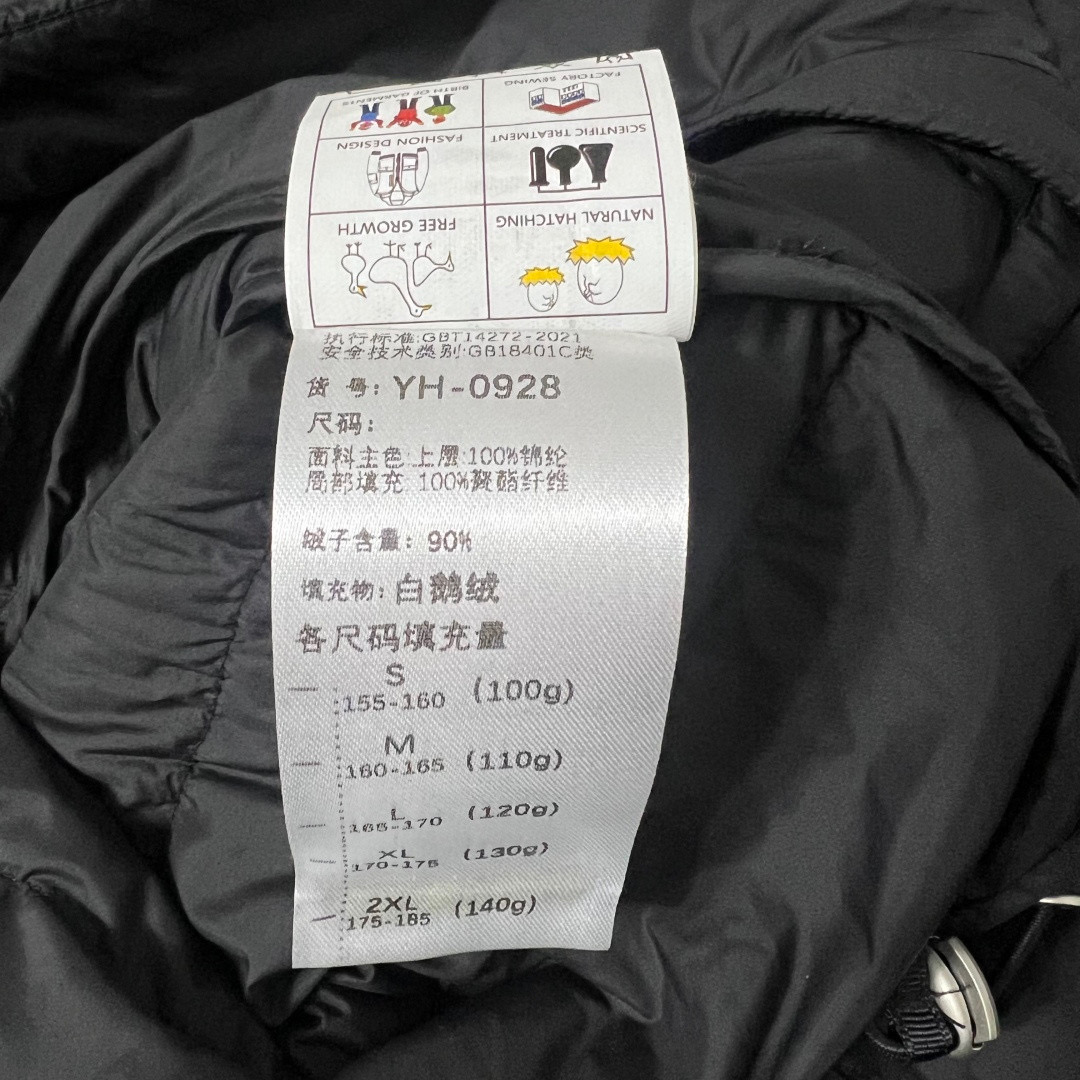 FACTORY SEWING
BIRTH OF GARMENTS
SCIENTIFIC TREATMENT
FASHION DESIGN
NATURAL HATCHING
FREE GROWTH
执行标准:GBT14272-2021
安全技术类别:GB18401C类
货 号: YH-0928
尺码:
面料主色上层:100%锦纶
局部填充:100%聚酯纤维
绒子含量: 90%
填充物: 白鹅绒
各尺码填充量
S
155-160 (100g)
M
160-165 (110g)
L
165-170 (120g)
XL
170-175 (130g)
2XL
175-185 (140g)